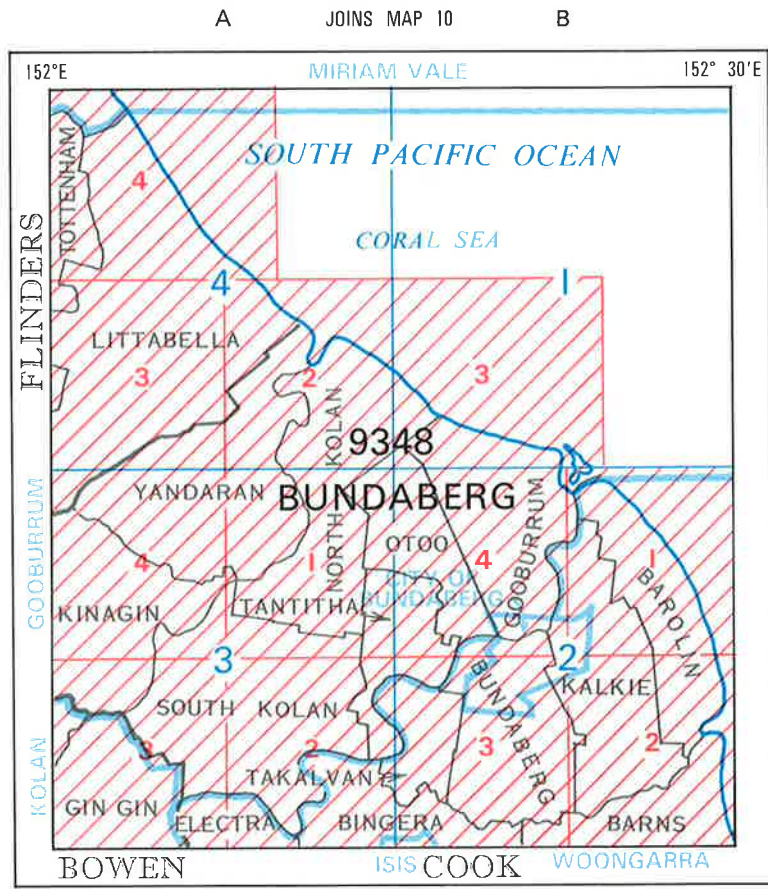 A JOINS MAP 10 B
152°E MIRIAM VALE 152° 30'E
SOUTH PACIFIC OCEAN
TOTTENHAM
4
CORAL SEA
FLINDERS
4 1
LITTABELLA
3 2 3
NORTH KOLAN
9348
YANDARAN BUNDABERG
GOOBURRUM
OTOO
GOOBURRUM
4 1 4 1
CITY OF
BUNDABERG
BAROLIN
KINAGIN TANTITHA
3 2
BUNDABERG
KALKIE
SOUTH KOLAN
KOLAN
3 2 3 2
TAKALVAN
GIN GIN
ELECTRA BINGERA BARNS
BOWEN ISIS COOK WOONGARRA